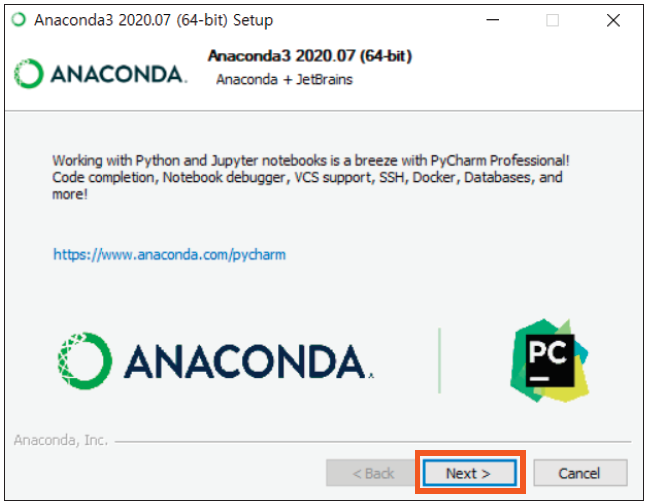 Anaconda3 2020.07 (64-bit) Setup
Anaconda3 2020.07 (64-bit)
ANACONDA.
Anaconda + JetBrains
Working with Python and Jupyter notebooks is a breeze with PyCharm Professional!
Code completion, Notebook debugger, VCS support, SSH, Docker, Databases, and
more!
https://www.anaconda.com/pycharm
ANACONDA.
PC
Anaconda, Inc.
< Back
Next >
Cancel